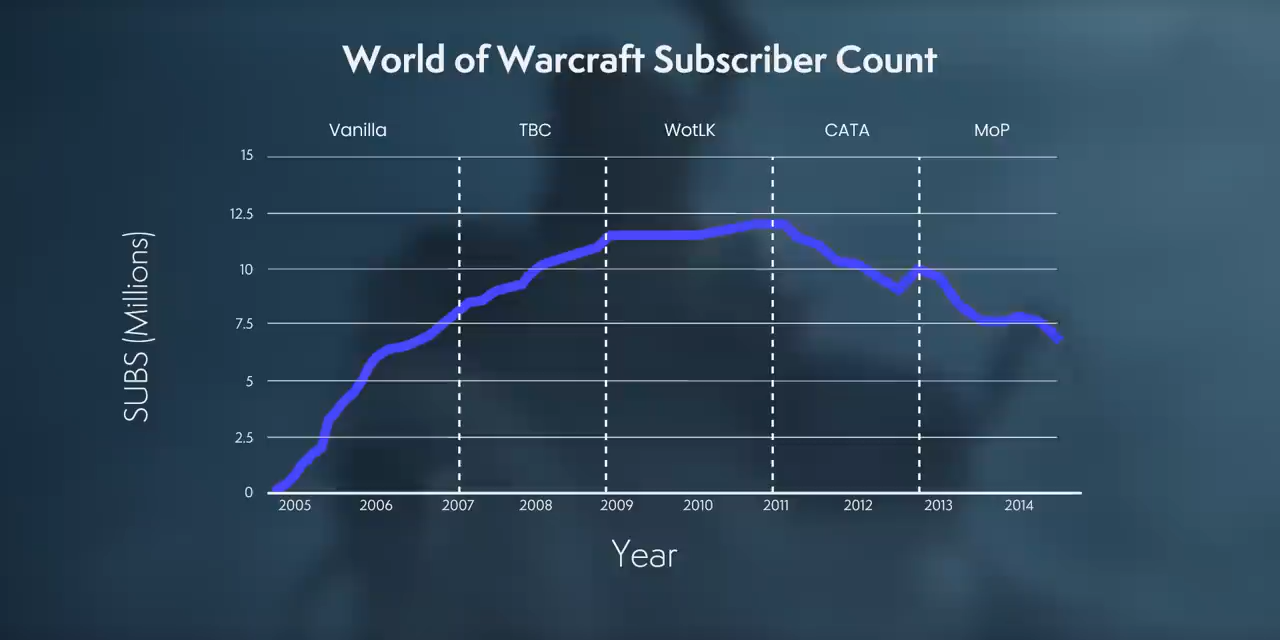 World of Warcraft Subscriber Count
Vanilla TBC WotLK CATA MoP
15
12.5
10
7.5
5
2.5
0
SUBS (Millions)
2005 2006 2007 2008 2009 2010 2011 2012 2013 2014
Year